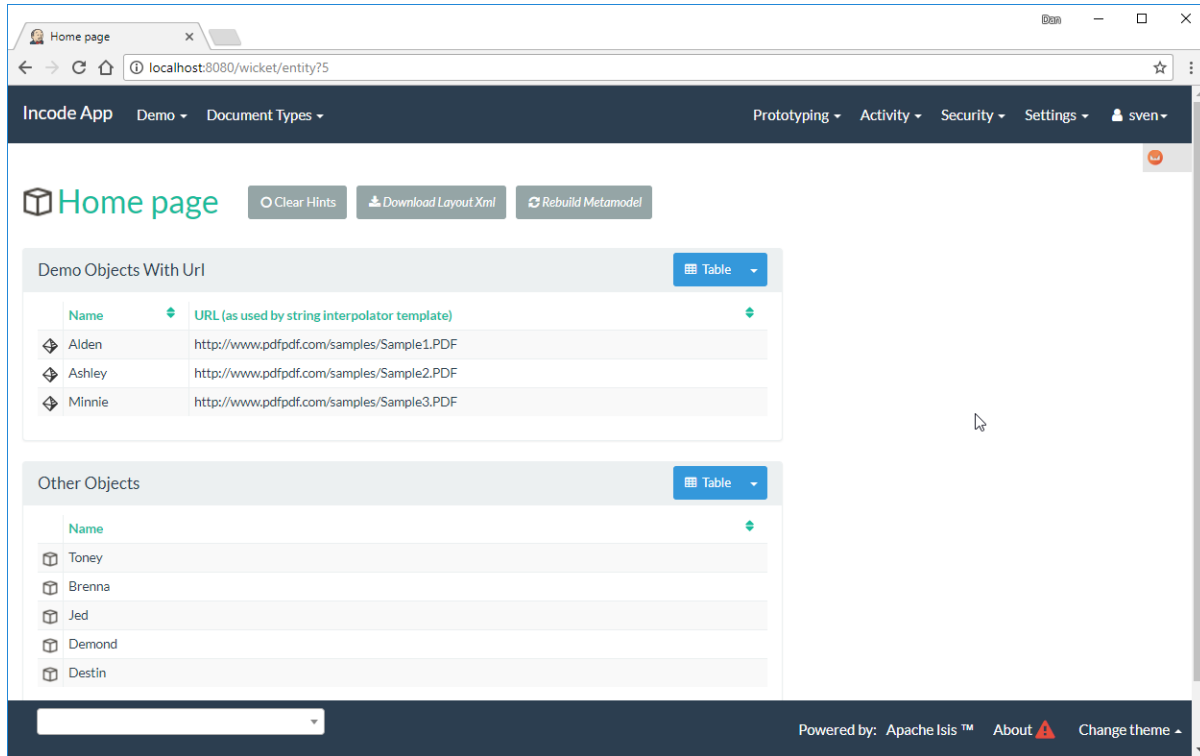 Dan
Home page
localhost:8080/wicket/entity?5
Incode App Demo Document Types Prototyping Activity Security Settings sven
Home page Clear Hints Download Layout Xml Rebuild Metamodel
Demo Objects With Url Table
Name URL (as used by string interpolator template)
Alden http://www.pdfpdf.com/samples/Sample1.PDF
Ashley http://www.pdfpdf.com/samples/Sample2.PDF
Minnie http://www.pdfpdf.com/samples/Sample3.PDF
Other Objects Table
Name
Toney
Brenna
Jed
Demond
Destin
Powered by: Apache Isis ™ About Change theme